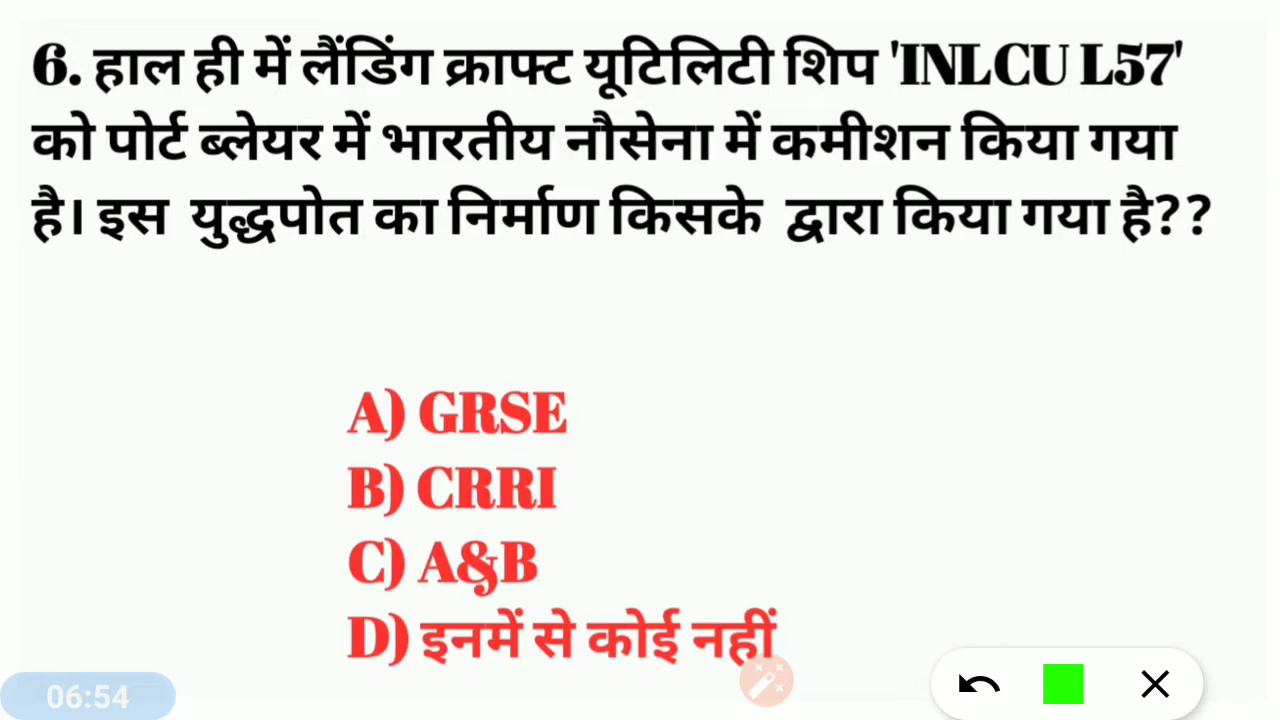 6. हाल ही में लैंडिंग क्राफ्ट यूटिलिटी शिप 'INLCU L57'
को पोर्ट ब्लेयर में भारतीय नौसेना में कमीशन किया गया
है। इस युद्धपोत का निर्माण किसके द्वारा किया गया है??
A) GRSE
B) CRRI
C) A&B
D) इनमें से कोई नहीं
06:54